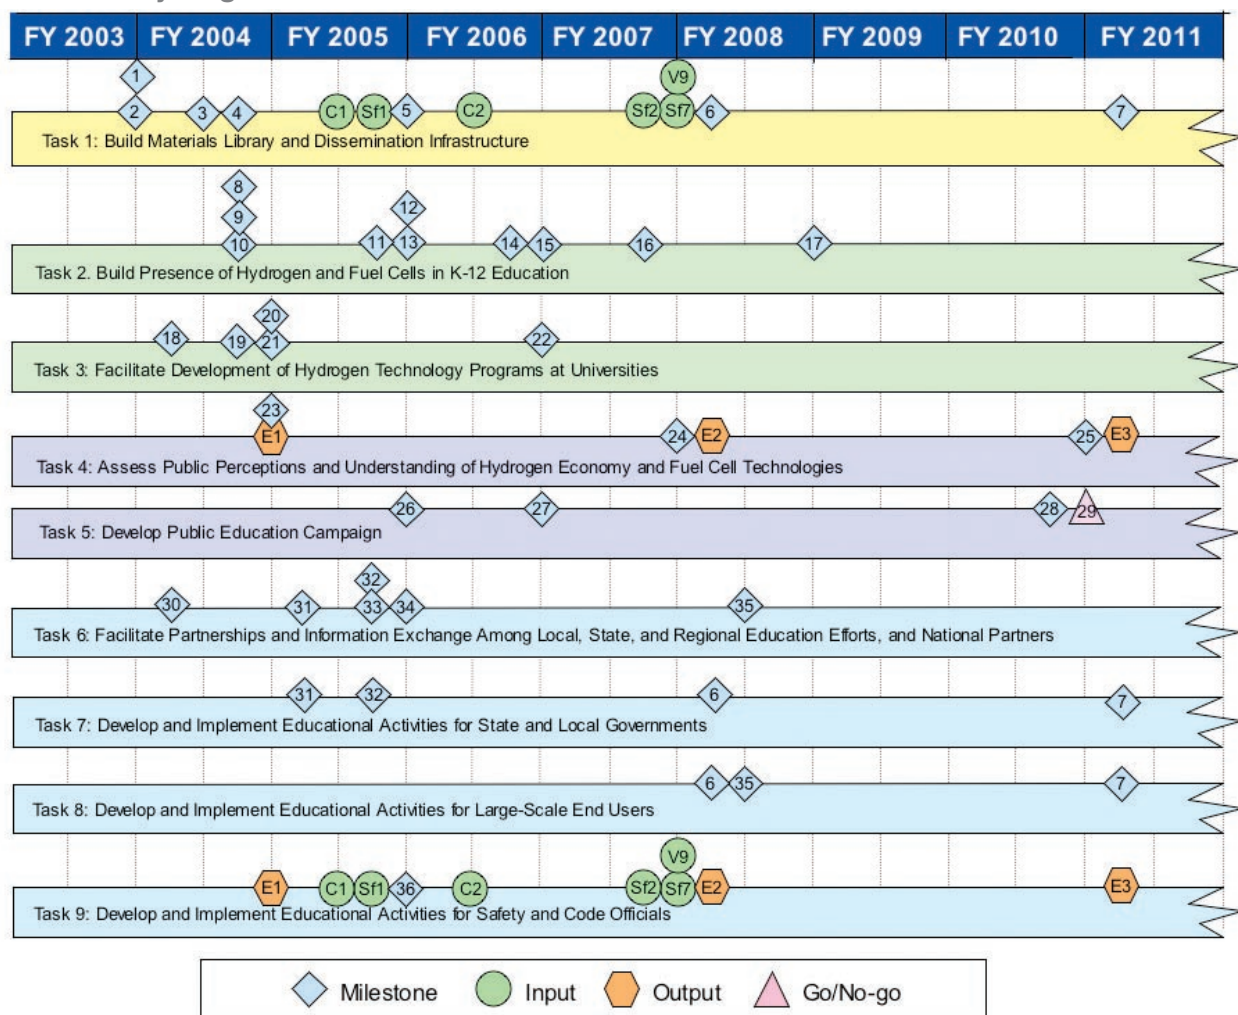 FY 2003 FY 2004 FY 2005 FY 2006 FY 2007 FY 2008 FY 2009 FY 2010 FY 2011
1 V9
2 3 4 C1 Sf1 5 C2 Sf2 Sf7 6 7
Task 1: Build Materials Library and Dissemination Infrastructure
8
9 12
10 11 13 14 15 16 17
Task 2. Build Presence of Hydrogen and Fuel Cells in K-12 Education
20
18 19 21 22
Task 3: Facilitate Development of Hydrogen Technology Programs at Universities
23
E1 24 E2 25 E3
Task 4: Assess Public Perceptions and Understanding of Hydrogen Economy and Fuel Cell Technologies
26 27 28 29
Task 5: Develop Public Education Campaign
32
30 31 33 34 35
Task 6: Facilitate Partnerships and Information Exchange Among Local, State, and Regional Education Efforts, and National Partners
31 32 6 7
Task 7: Develop and Implement Educational Activities for State and Local Governments
6 35 7
Task 8: Develop and Implement Educational Activities for Large-Scale End Users
V9
E1 C1 Sf1 36 C2 Sf2 Sf7 E2 E3
Task 9: Develop and Implement Educational Activities for Safety and Code Officials
Milestone Input Output Go/No-go